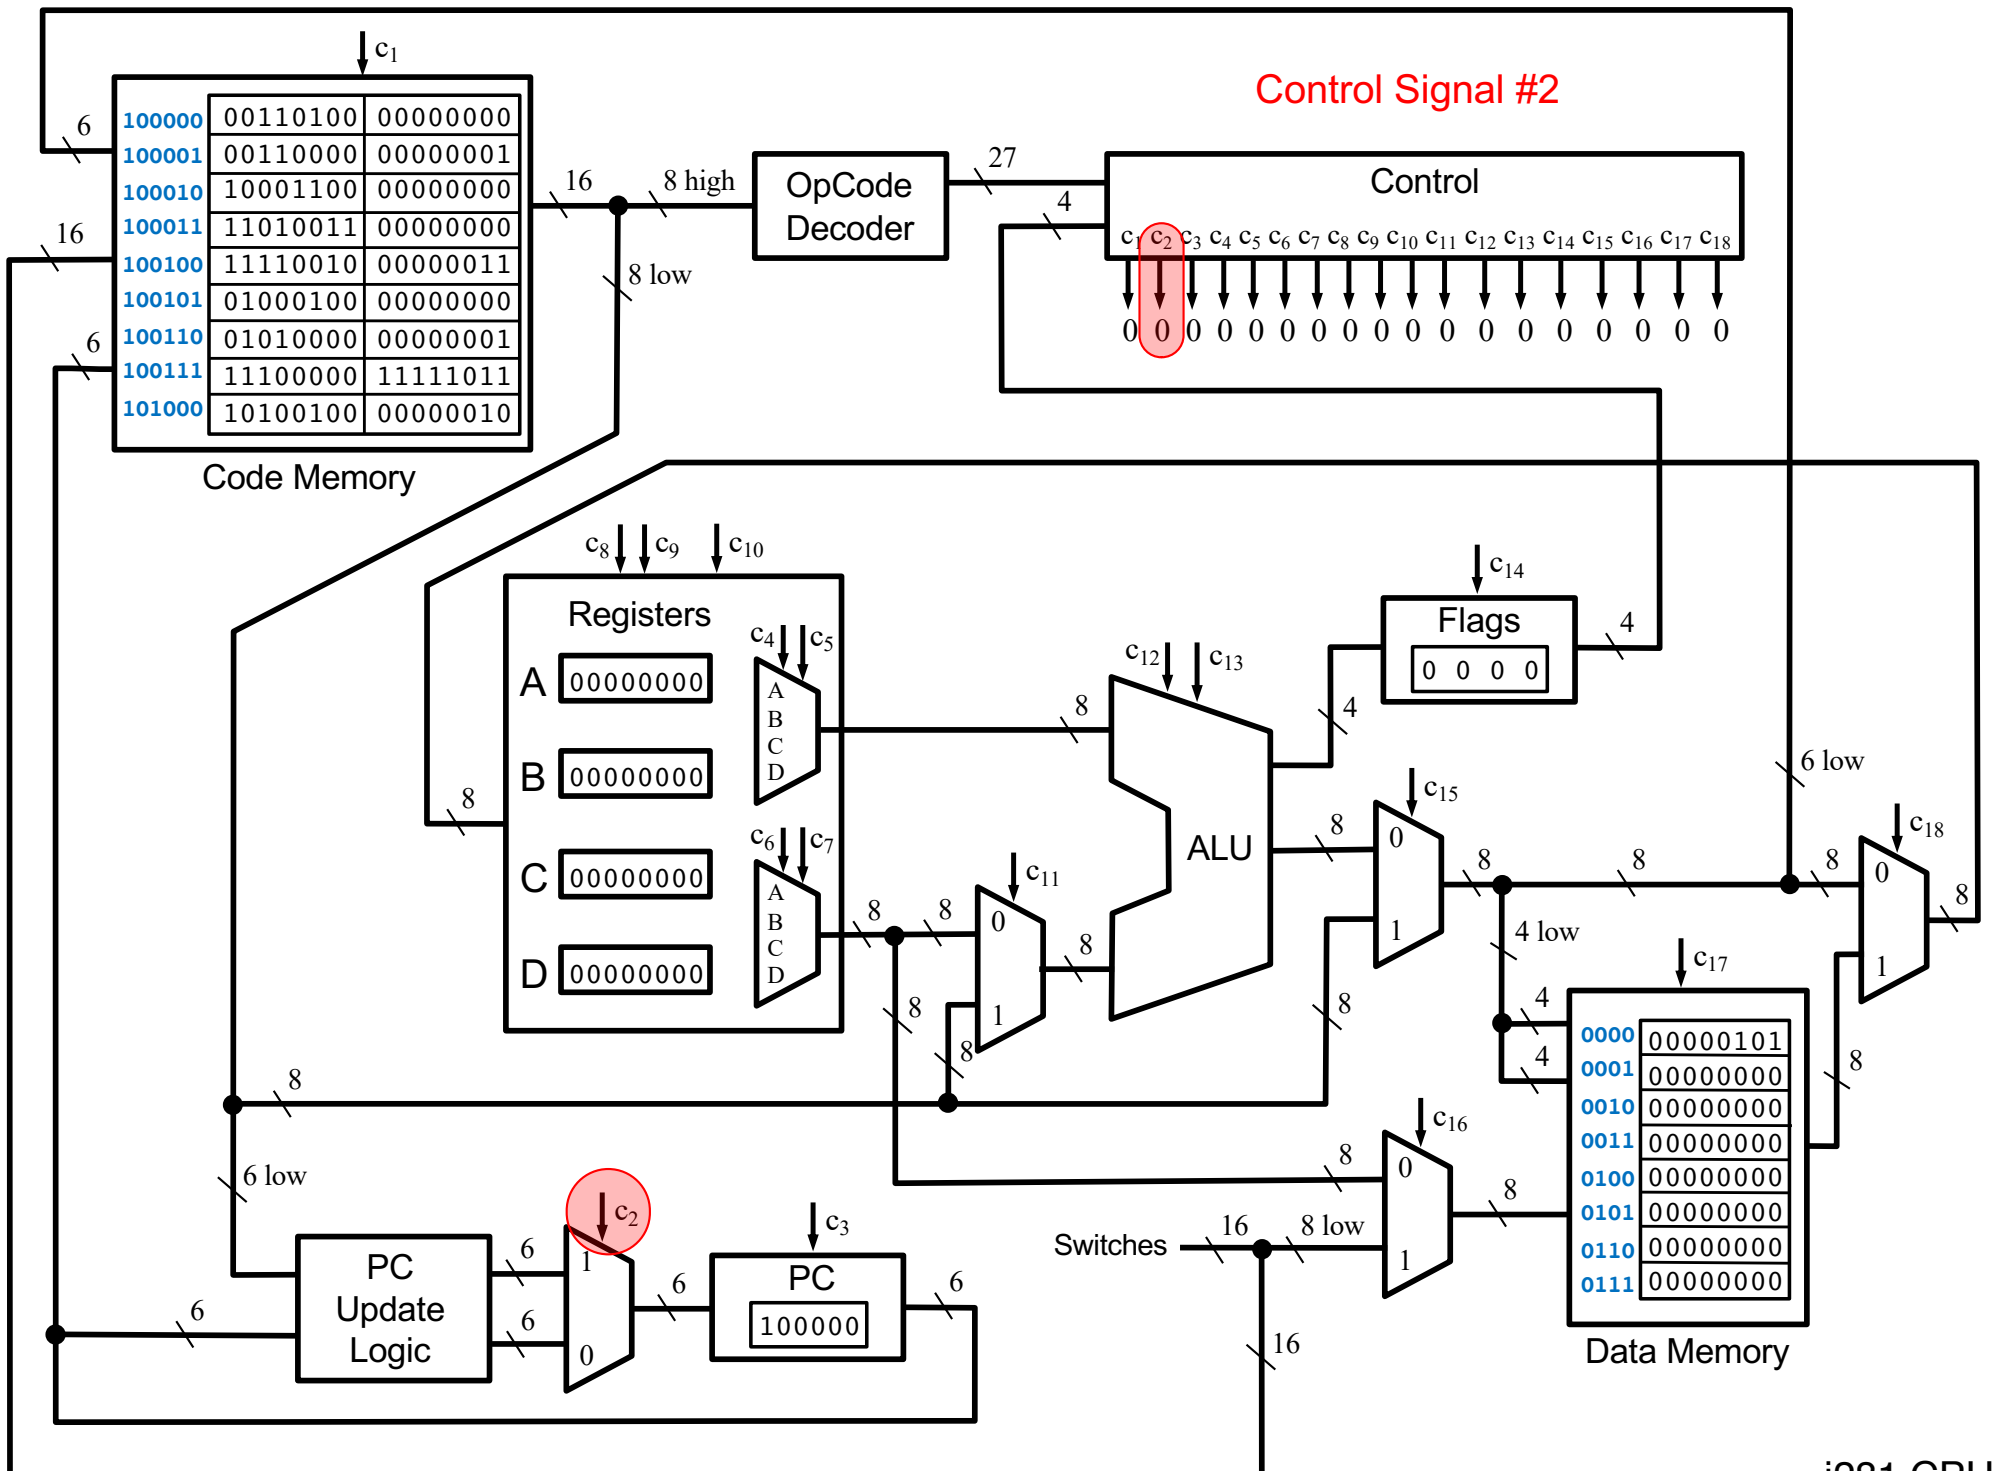 c1
Control Signal #2
6
100000 00110100 00000000
100001 00110000 00000001
100010 10001100 00000000
100011 11010011 00000000
100100 11110010 00000011
100101 01000100 00000000
100110 01010000 00000001
100111 11100000 11111011
101000 10100100 00000010
16
6
Code Memory
16
8 high
8 low
OpCode
Decoder
27
4
Control
c1 c2 c3 c4 c5 c6 c7 c8 c9 c10 c11 c12 c13 c14 c15 c16 c17 c18
0 0 0 0 0 0 0 0 0 0 0 0 0 0 0 0 0 0
c8 c9 c10
Registers
c4 c5
A 00000000
B 00000000
C 00000000
D 00000000
A
B
C
D
c6 c7
A
B
C
D
8
8
8
8
8
c11
0
1
8
8
c12 c13
ALU
c14
Flags
0 0 0 0
4
4
8
c15
0
1
8
8
8
6 low
8
c18
0
1
8
4 low
4
4
c17
0000 00000101
0001 00000000
0010 00000000
0011 00000000
0100 00000000
0101 00000000
0110 00000000
0111 00000000
Data Memory
8
8
6 low
PC
Update
Logic
6
6
6
c2
1
0
6
c3
PC
100000
6
Switches
16
8 low
16
8
c16
0
1
8